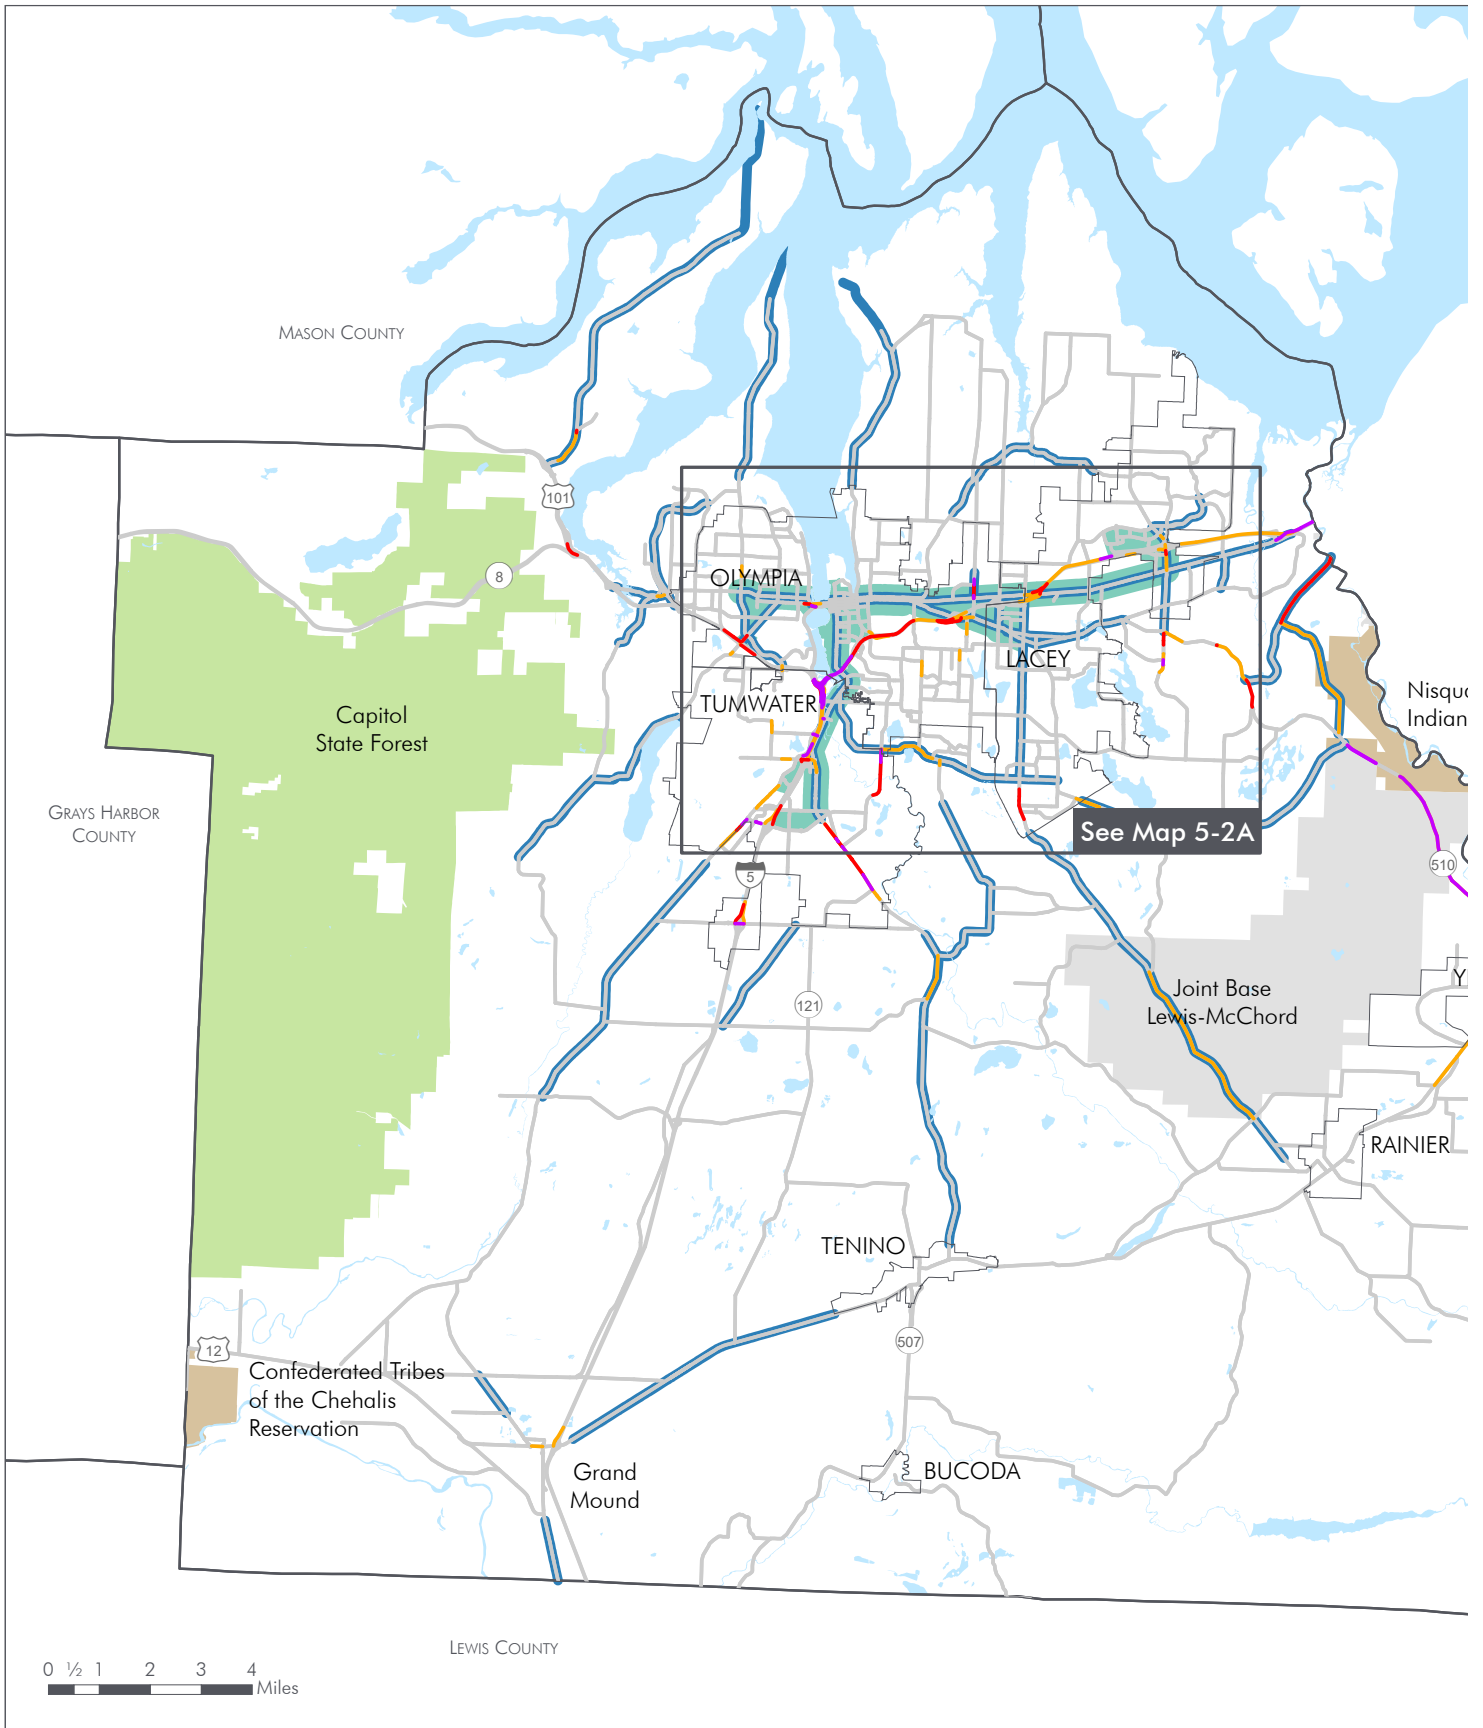 MASON COUNTY
101
OLYMPIA
8
LACEY
TUMWATER
Capitol
State Forest
Nisqua
Indian
GRAYS HARBOR
COUNTY
See Map 5-2A
5
510
121
Joint Base
Lewis-McChord
Y
RAINIER
TENINO
507
12
Confederated Tribes
of the Chehalis
Reservation
Grand
Mound
BUCODA
LEWIS COUNTY
0 ½ 1 2 3 4
Miles